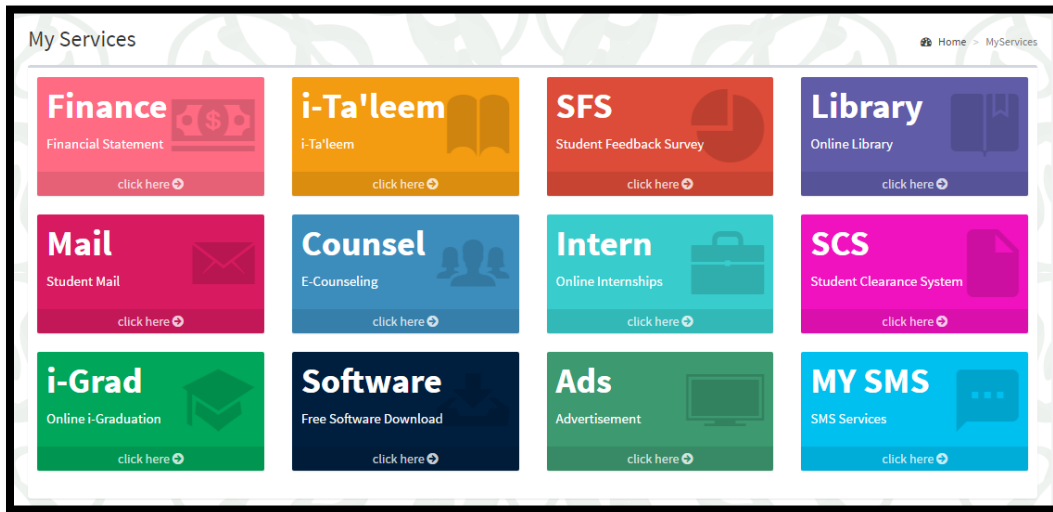 My Services
Home > MyServices
Finance
Financial Statement
click here
i-Ta'leem
i-Ta'leem
click here
SFS
Student Feedback Survey
click here
Library
Online Library
click here
Mail
Student Mail
click here
Counsel
E-Counseling
click here
Intern
Online Internships
click here
SCS
Student Clearance System
click here
i-Grad
Online i-Graduation
click here
Software
Free Software Download
click here
Ads
Advertisement
click here
MY SMS
SMS Services
click here